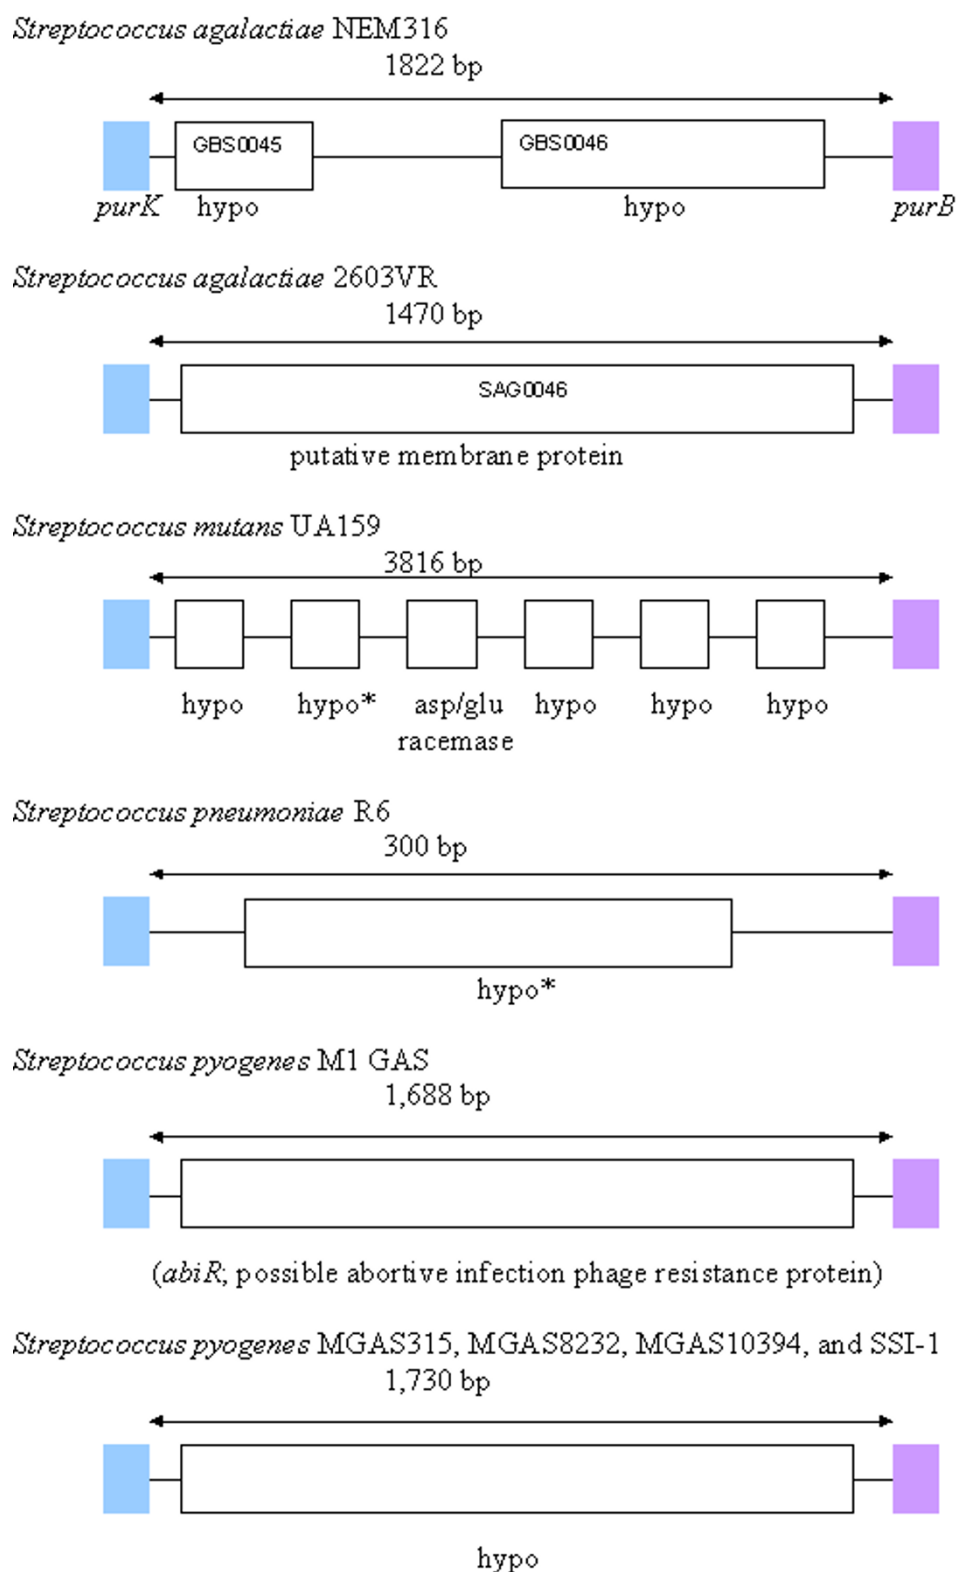 Streptococcus agalactiae NEM316
1822 bp
GBS0045 GBS0046
purK hypo hypo purB
Streptococcus agalactiae 2603VR
1470 bp
SAG0046
putative membrane protein
Streptococcus mutans UA159
3816 bp
hypo hypo* asp/glu hypo hypo hypo
racemase
Streptococcus pneumoniae R6
300 bp
hypo*
Streptococcus pyogenes M1 GAS
1,688 bp
(abiR; possible abortive infection phage resistance protein)
Streptococcus pyogenes MGAS315, MGAS8232, MGAS10394, and SSI-1
1,730 bp
hypo